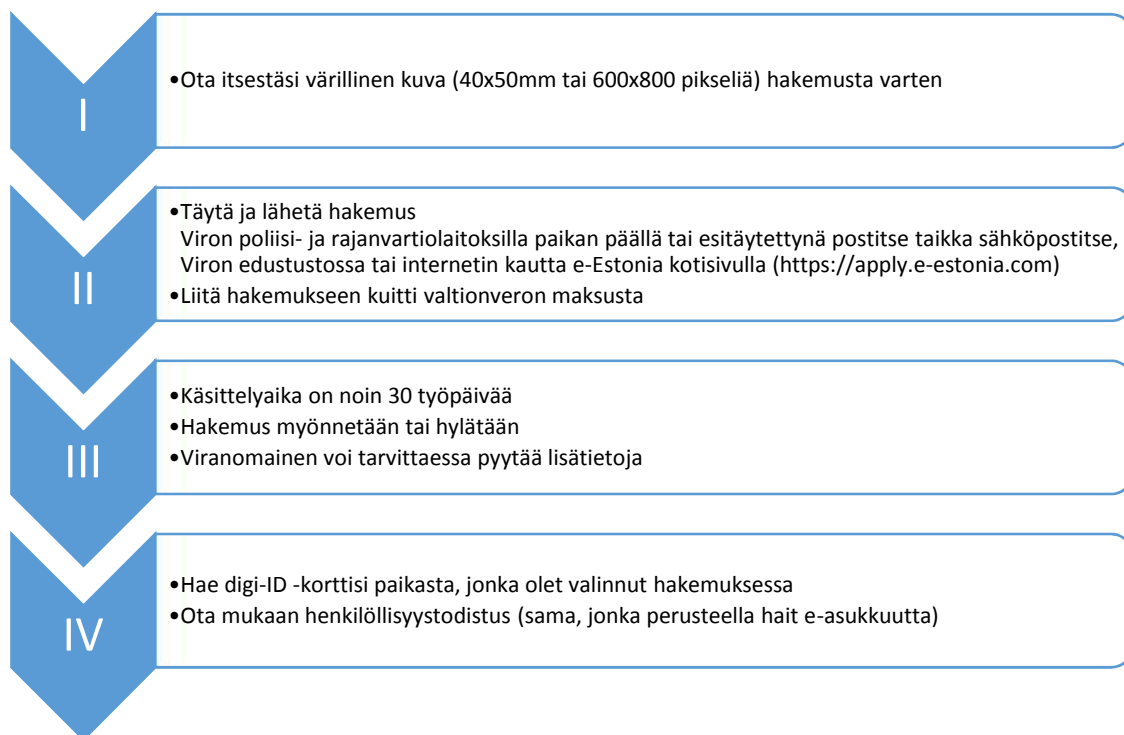 I
•Ota itsestäsi värillinen kuva (40x50mm tai 600x800 pikseliä) hakemusta varten
II
•Täytä ja lähetä hakemus
Viron poliisi- ja rajanvartiolaitoksilla paikan päällä tai esitäytettynä postitse taikka sähköpostitse,
Viron edustustossa tai internetin kautta e-Estonia kotisivulla (https://apply.e-estonia.com)
•Liitä hakemukseen kuitti valtionveron maksusta
III
•Käsittelyaika on noin 30 työpäivää
•Hakemus myönnetään tai hylätään
•Viranomainen voi tarvittaessa pyytää lisätietoja
IV
•Hae digi-ID -korttisi paikasta, jonka olet valinnut hakemuksessa
•Ota mukaan henkilöllisyystodistus (sama, jonka perusteella hait e-asukkuutta)